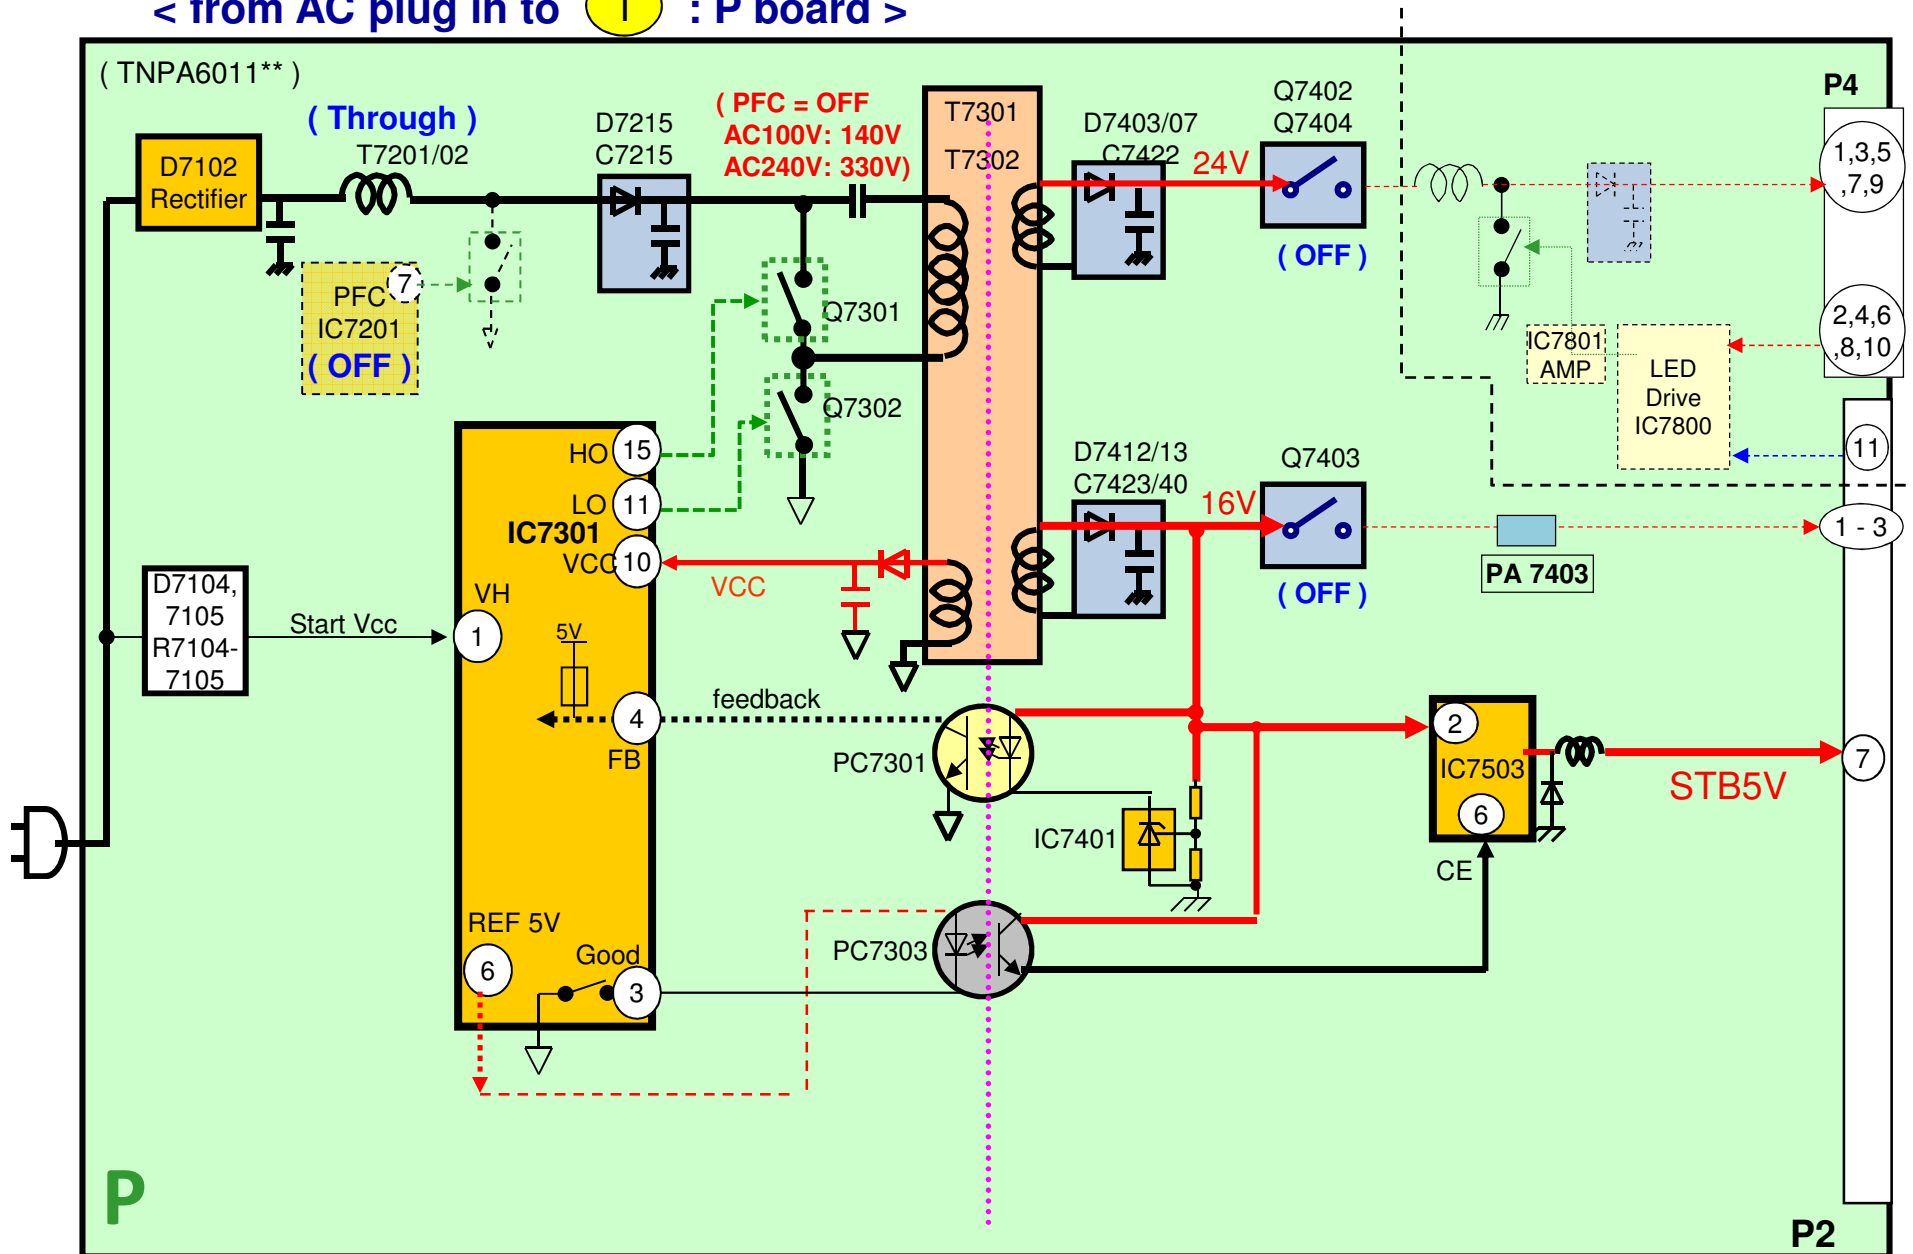 < from AC plug in to 1 : P board >
( TNPA6011** )
P4
( Through )
T7201/02
D7102
Rectifier
D7215
C7215
( PFC = OFF
AC100V: 140V
AC240V: 330V)
T7301
T7302
D7403/07
C7422
24V
Q7402
Q7404
( OFF )
1,3,5
,7,9
2,4,6
,8,10
7
PFC
IC7201
( OFF )
Q7301
Q7302
IC7801
AMP
LED
Drive
IC7800
11
HO
15
LO
11
IC7301
VCC
10
VCC
D7412/13
C7423/40
16V
Q7403
( OFF )
PA 7403
1 - 3
D7104,
7105
R7104-
7105
Start Vcc
VH
1
5V
feedback
4
FB
PC7301
IC7401
2
IC7503
6
CE
STB5V
7
REF 5V
6
Good
3
PC7303
P
P2